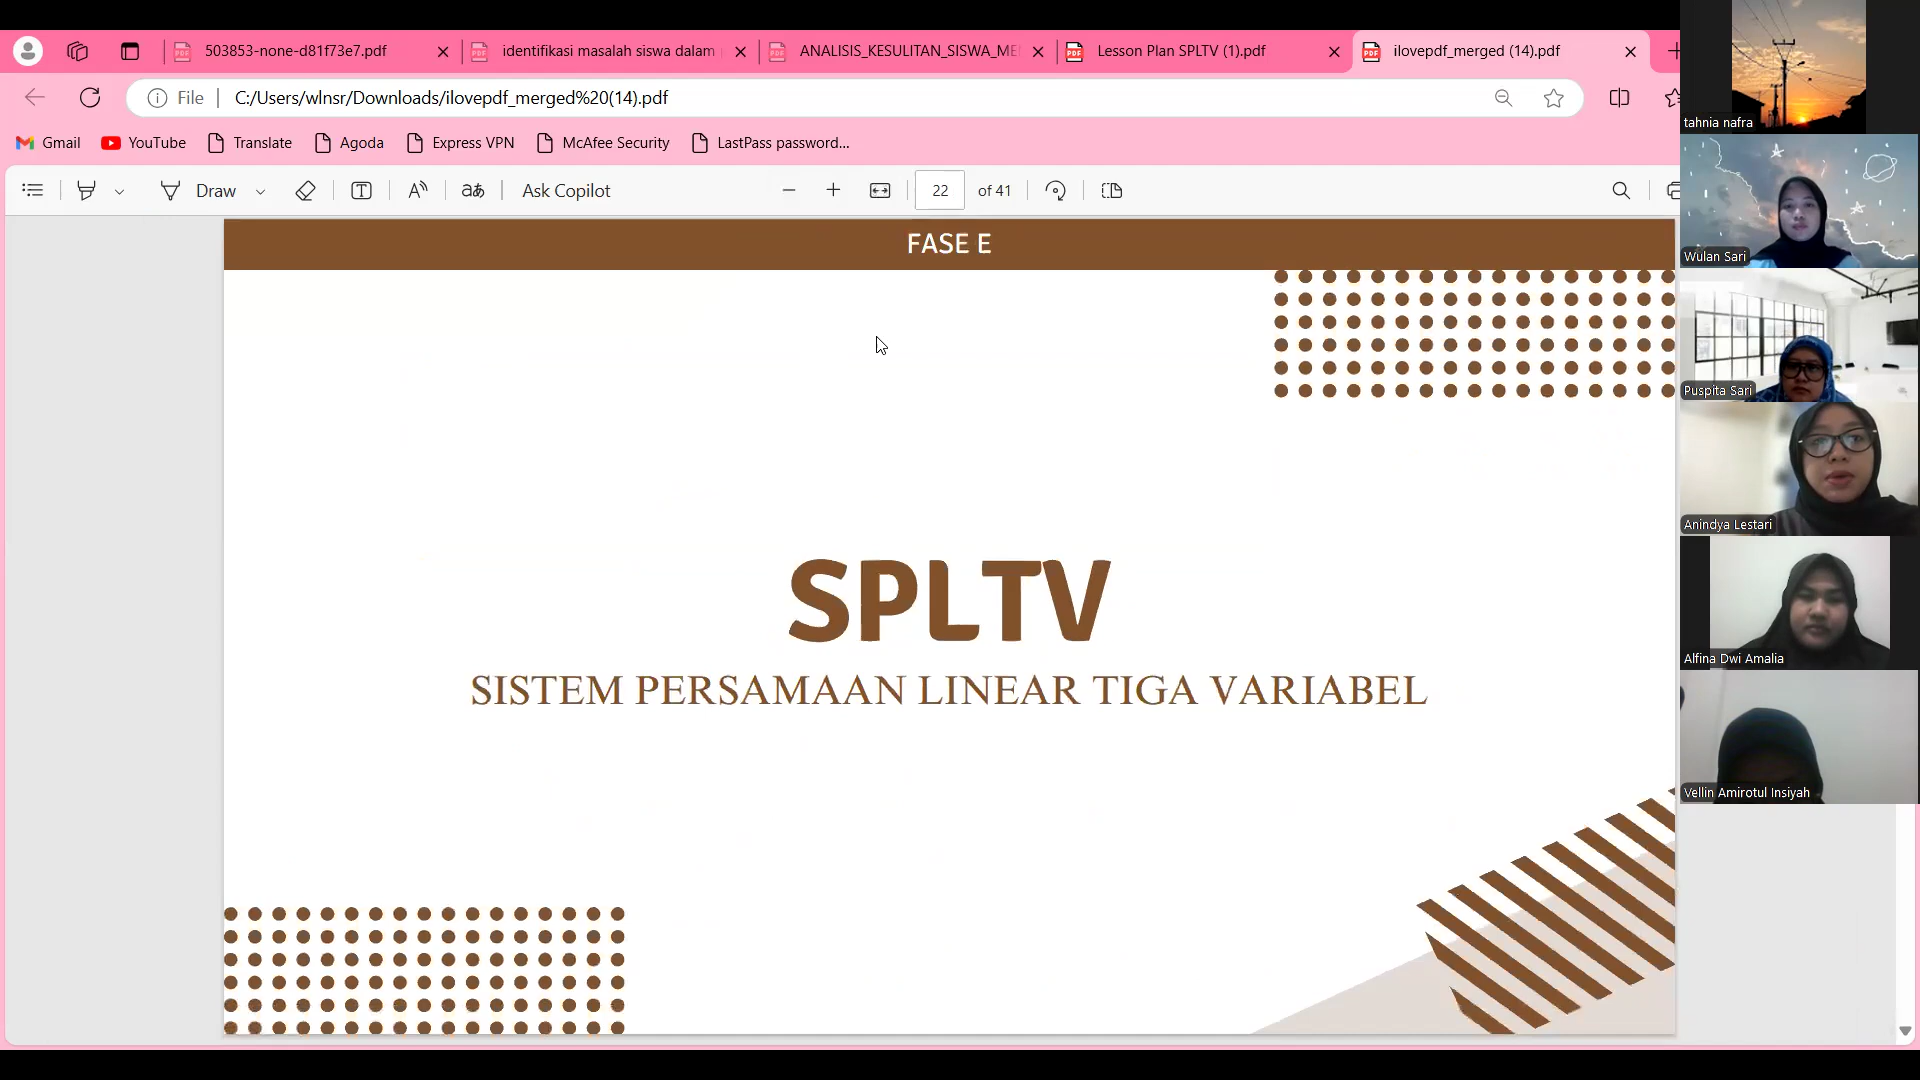 503853-none-d81f73e7.pdf
identifikasi masalah siswa dalam
ANALISIS_KESULITAN_SISWA_ME
Lesson Plan SPLTV (1).pdf
ilovepdf_merged (14).pdf
File
C:/Users/wlnsr/Downloads/ilovepdf_merged%20(14).pdf
Gmail
YouTube
Translate
Agoda
Express VPN
McAfee Security
LastPass password...
Draw
Ask Copilot
22
of 41
FASE E
SPLTV
SISTEM PERSAMAAN LINEAR TIGA VARIABEL
tahnia nafra
Wulan Sari
Puspita Sari
Anindya Lestari
Alfina Dwi Amalia
Vellin Amirotul Insiyah